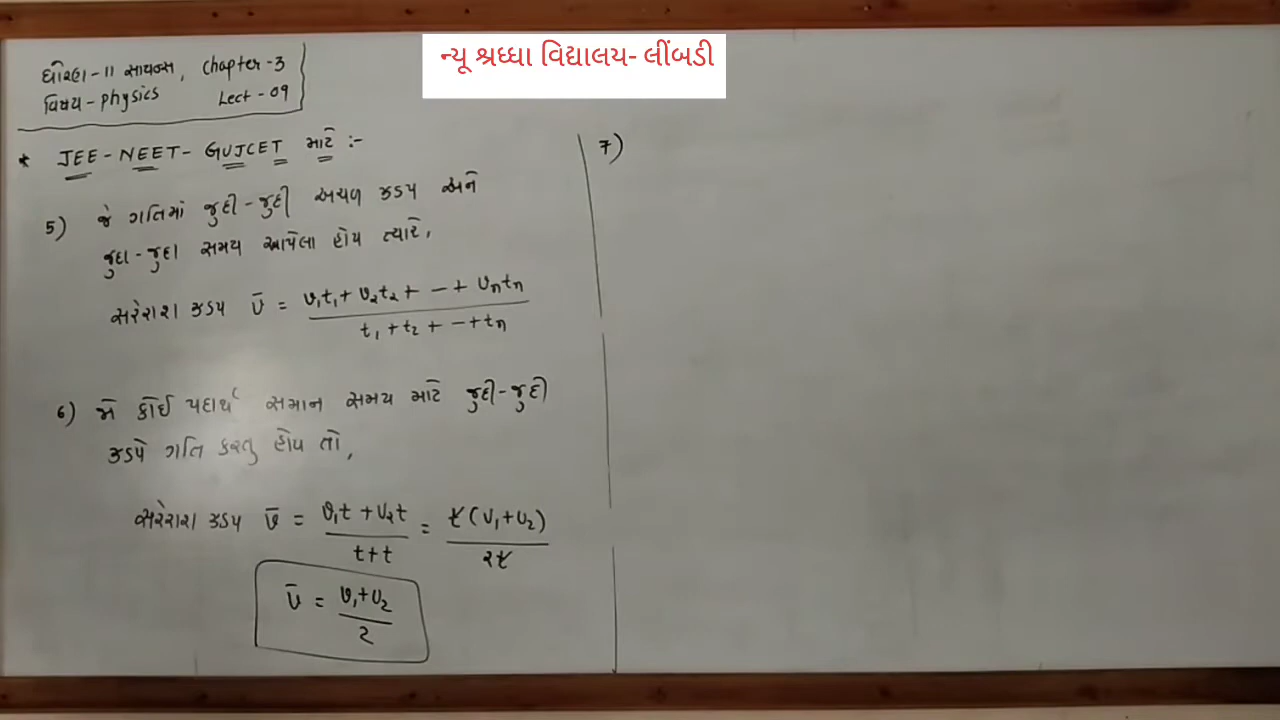 ન્યૂ શ્રધ્ધા વિદ્યાલય- લીંબડી
ધોરણ - 11 સાયન્સ, Chapter -3
વિષય - physics Lect - 09
* JEE - NEET - GUJCET માટે :-
5) જે ગતિમાં જુદી - જુદી અચળ ઝડપ અને
જુદા - જુદા સમય આપેલા હોય ત્યારે,
સરેરાશ ઝડપ v̄ = (v₁t₁ + v₂t₂ + -- + vₙtₙ) / (t₁ + t₂ + -- + tₙ)
6) જો કોઈ પદાર્થ સમાન સમય માટે જુદી - જુદી
ઝડપે ગતિ કરતુ હોય તો,
સરેરાશ ઝડપ v̄ = (v₁t + v₂t) / (t + t) = t(v₁ + v₂) / 2t
v̄ = (v₁ + v₂) / 2
7)